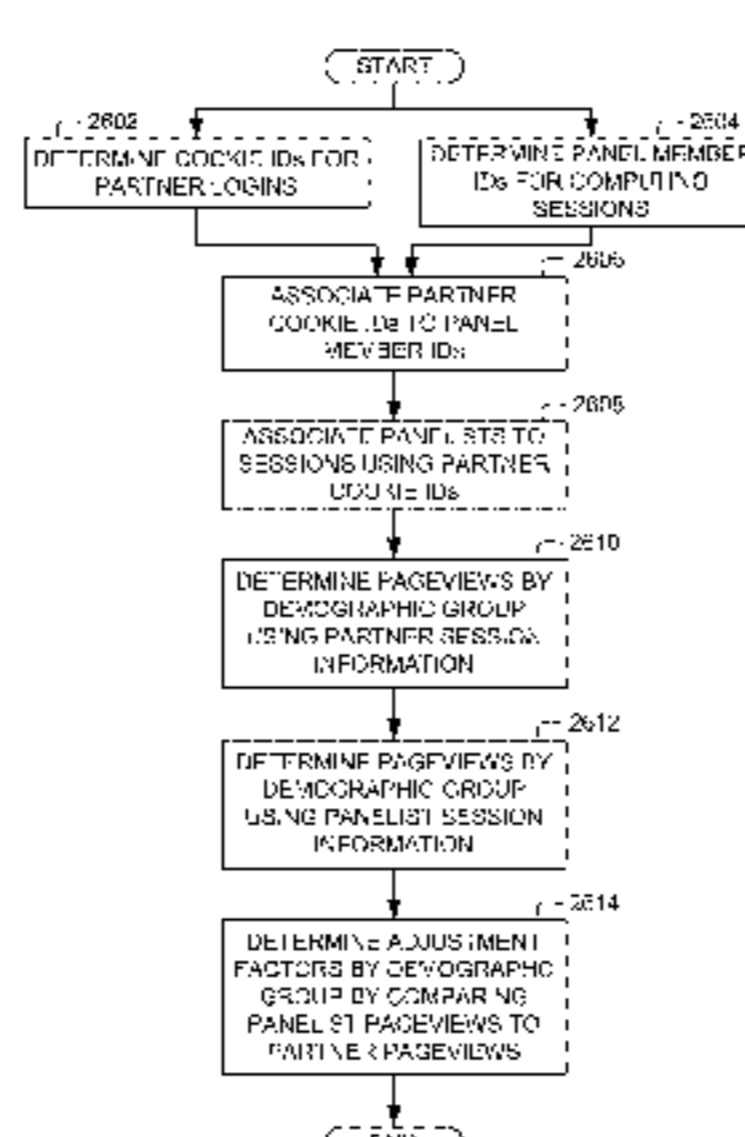 START
2602
DETERMINE COOKIE IDs FOR
PARTNER LOGINS
2604
DETERMINE PANEL MEMBER
IDs FOR COMPUTING
SESSIONS
2606
ASSOCIATE PARTNER
COOKIE IDs TO PANEL
MEMBER IDs
2608
ASSOCIATE PANELISTS TO
SESSIONS USING PARTNER
COOKIE IDs
2610
DETERMINE PAGEVIEWS BY
DEMOGRAPHIC GROUP
USING PARTNER SESSION
INFORMATION
2612
DETERMINE PAGEVIEWS BY
DEMOGRAPHIC GROUP
USING PANELIST SESSION
INFORMATION
2614
DETERMINE ADJUSTMENT
FACTORS BY DEMOGRAPHIC
GROUP BY COMPARING
PANELIST PAGEVIEWS TO
PARTNER PAGEVIEWS